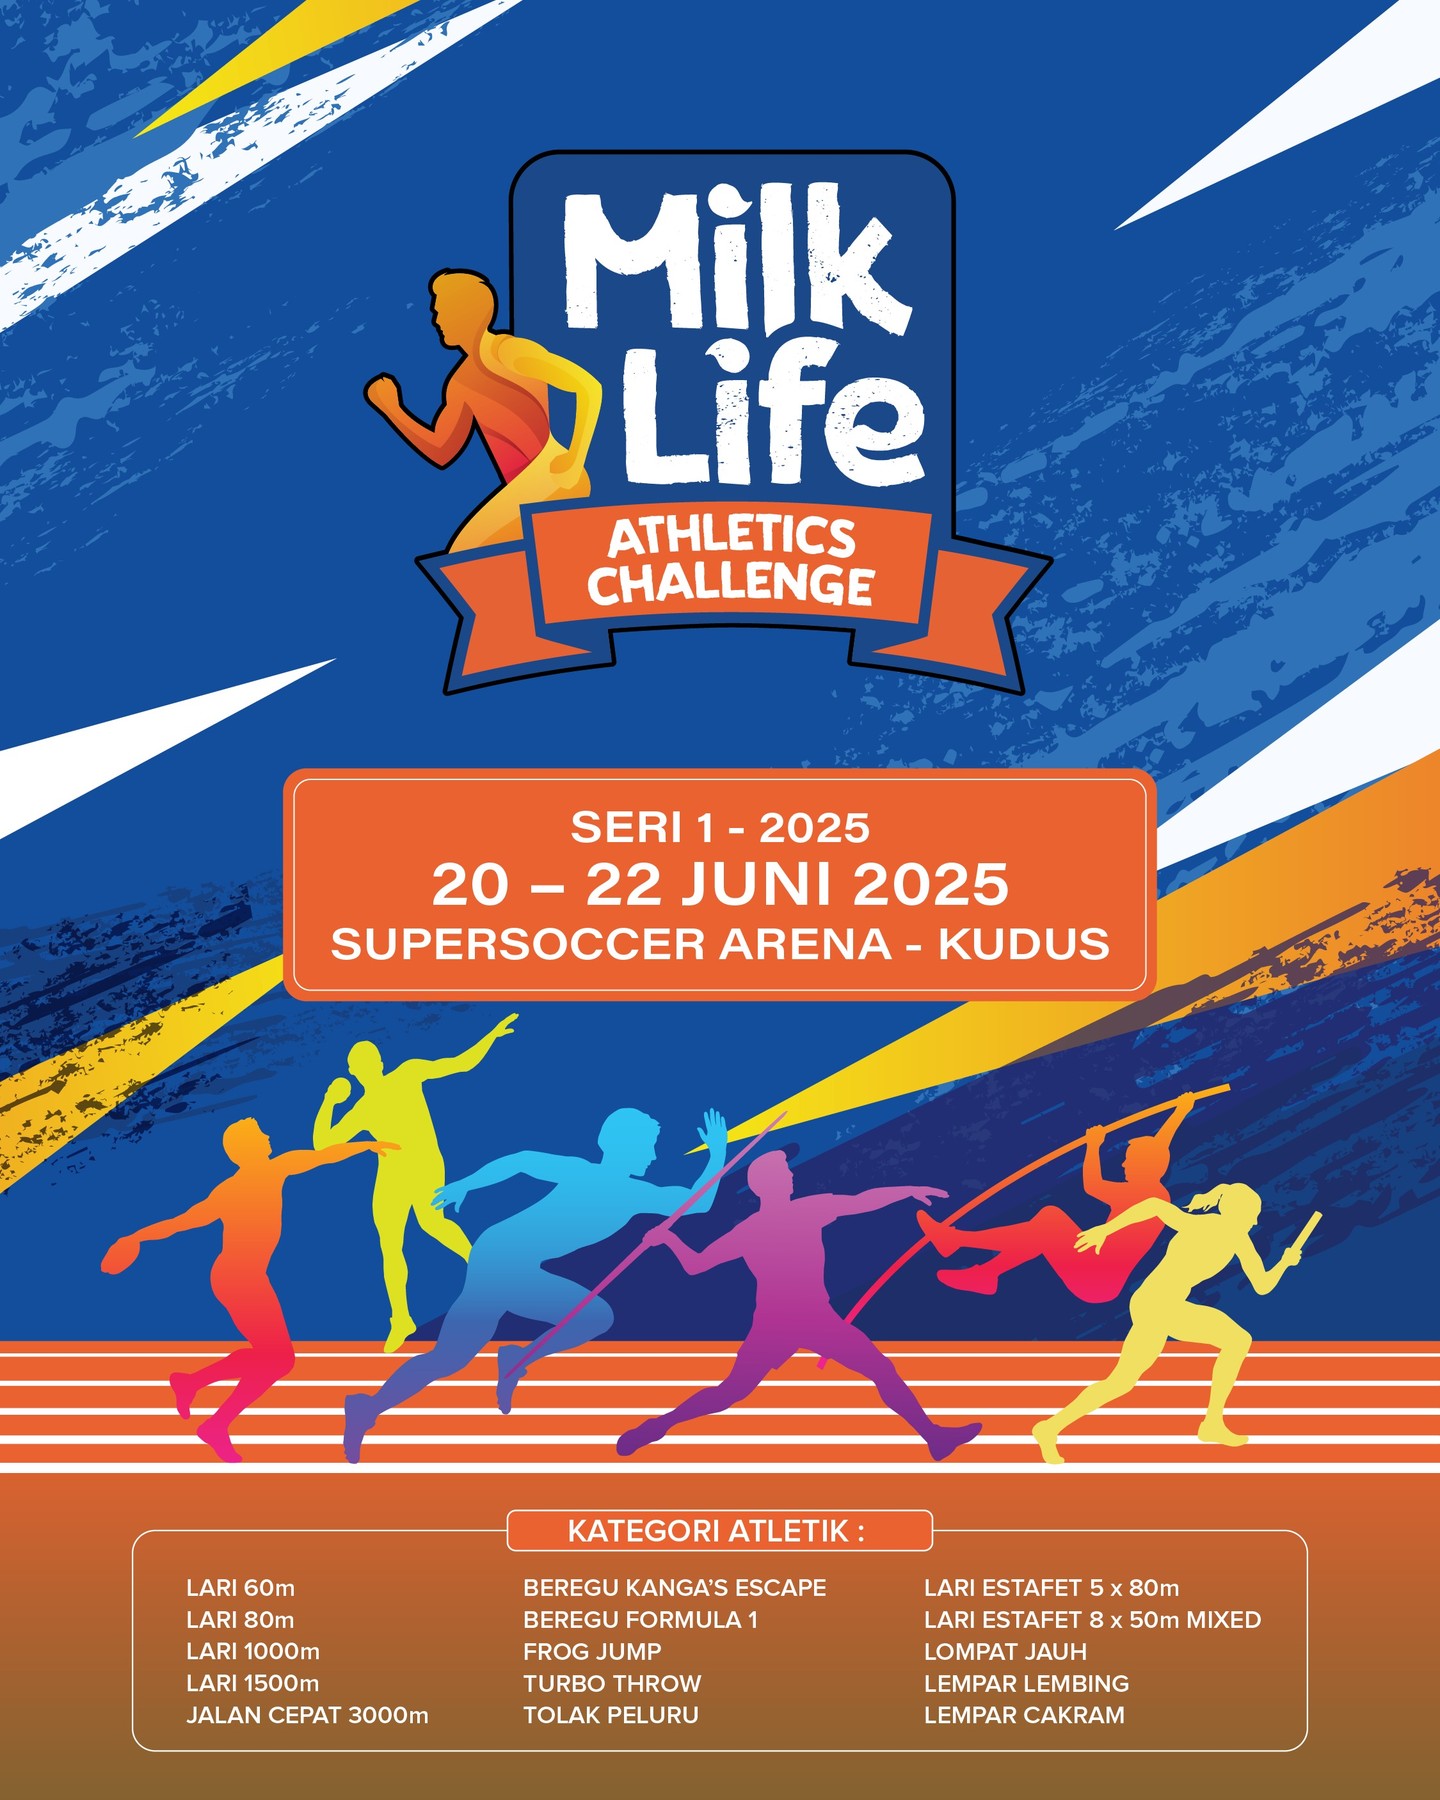 Milk
Life
ATHLETICS
CHALLENGE
SERI 1 - 2025
20 – 22 JUNI 2025
SUPERSOCCER ARENA - KUDUS
KATEGORI ATLETIK :
LARI 60m
LARI 80m
LARI 1000m
LARI 1500m
JALAN CEPAT 3000m
BEREGU KANGA’S ESCAPE
BEREGU FORMULA 1
FROG JUMP
TURBO THROW
TOLAK PELURU
LARI ESTAFET 5 x 80m
LARI ESTAFET 8 x 50m MIXED
LOMPAT JAUH
LEMPAR LEMBING
LEMPAR CAKRAM